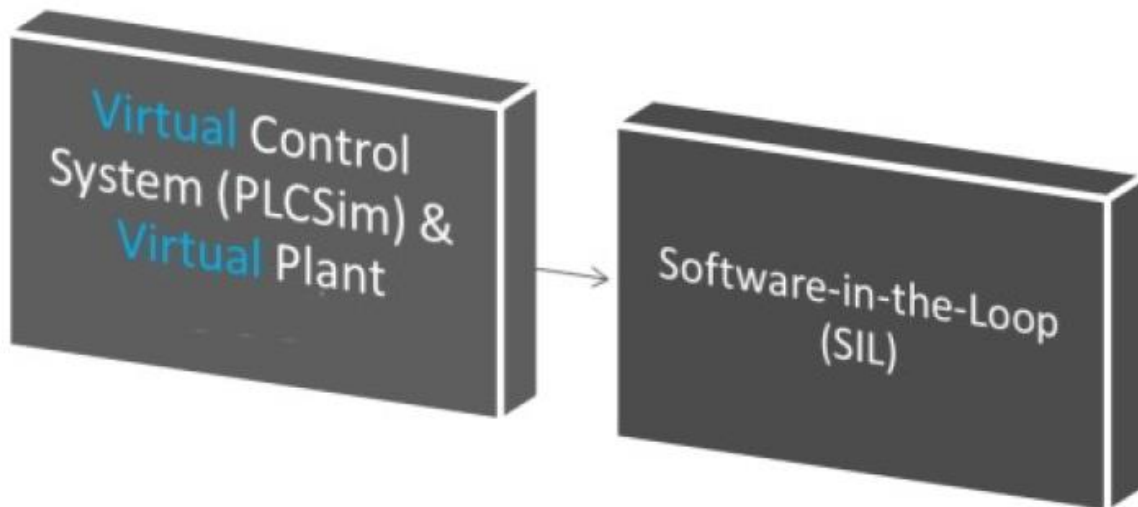 Virtual Control
System (PLCSim) &
Virtual Plant
Software-in-the-Loop
(SIL)